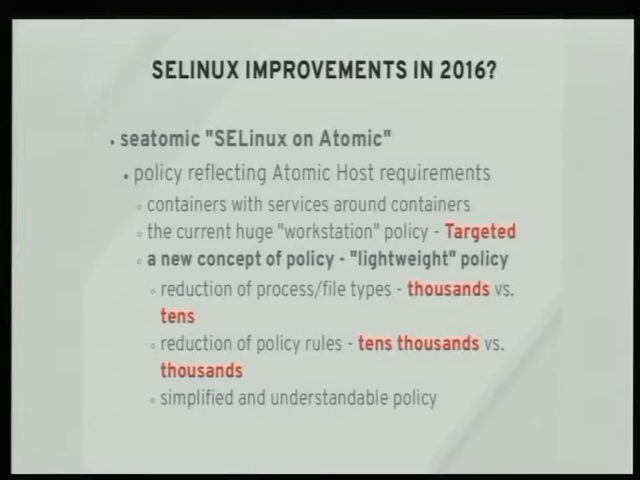 SELINUX IMPROVEMENTS IN 2016?
• seatomic "SELinux on Atomic"
• policy reflecting Atomic Host requirements
◦ containers with services around containers
◦ the current huge "workstation" policy - Targeted
◦ a new concept of policy - "lightweight" policy
◦ reduction of process/file types - thousands vs.
tens
◦ reduction of policy rules - tens thousands vs.
thousands
◦ simplified and understandable policy